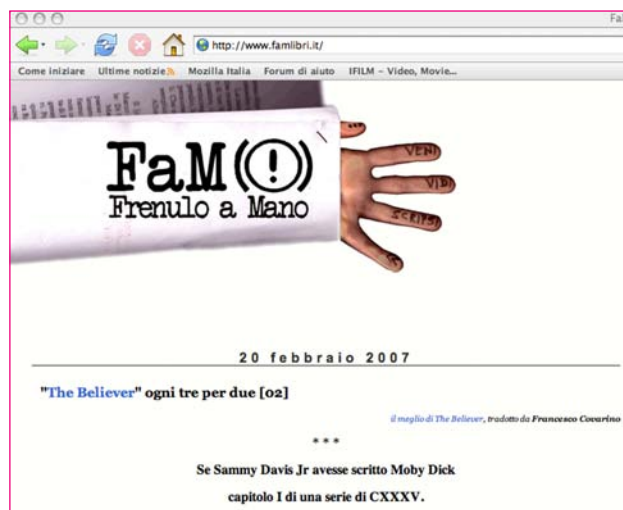 Fa
http://www.famlibri.it/
Come iniziare Ultime notizie Mozilla Italia Forum di aiuto IFILM – Video, Movie...
FaM(!)
Frenulo a Mano
VENI
VIDI
SCRIPSI
20 febbraio 2007
"The Believer" ogni tre per due [02]
il meglio di The Believer, tradotto da Francesco Covarino
* * *
Se Sammy Davis Jr avesse scritto Moby Dick
capitolo I di una serie di CXXXV.